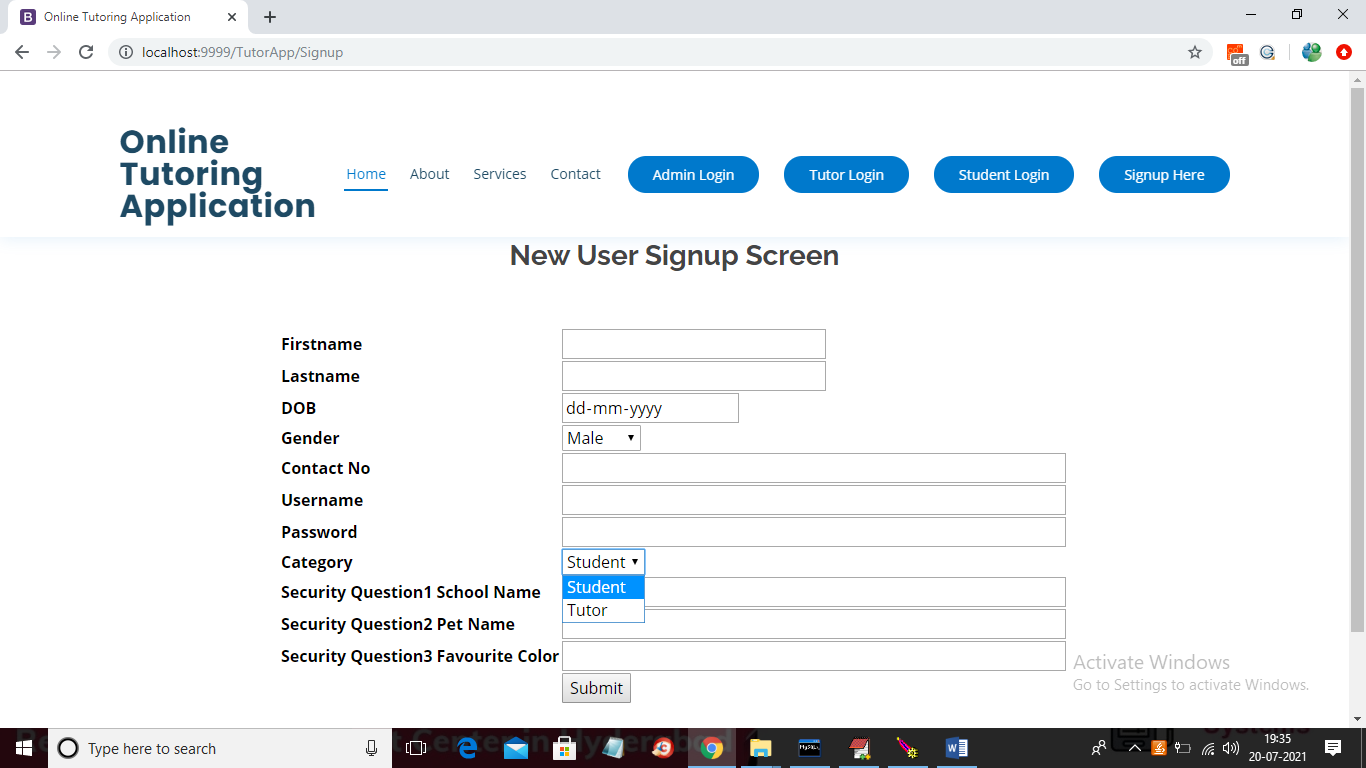 Online Tutoring Application
localhost:9999/TutorApp/Signup
off
Online
Tutoring
Application
Home About Services Contact Admin Login Tutor Login Student Login Signup Here
New User Signup Screen
Firstname
Lastname
DOB dd-mm-yyyy
Gender Male
Contact No
Username
Password
Category Student
Student
Tutor
Security Question1 School Name
Security Question2 Pet Name
Security Question3 Favourite Color
Submit
Activate Windows
Go to Settings to activate Windows.
Type here to search
MySQL
19:35
20-07-2021